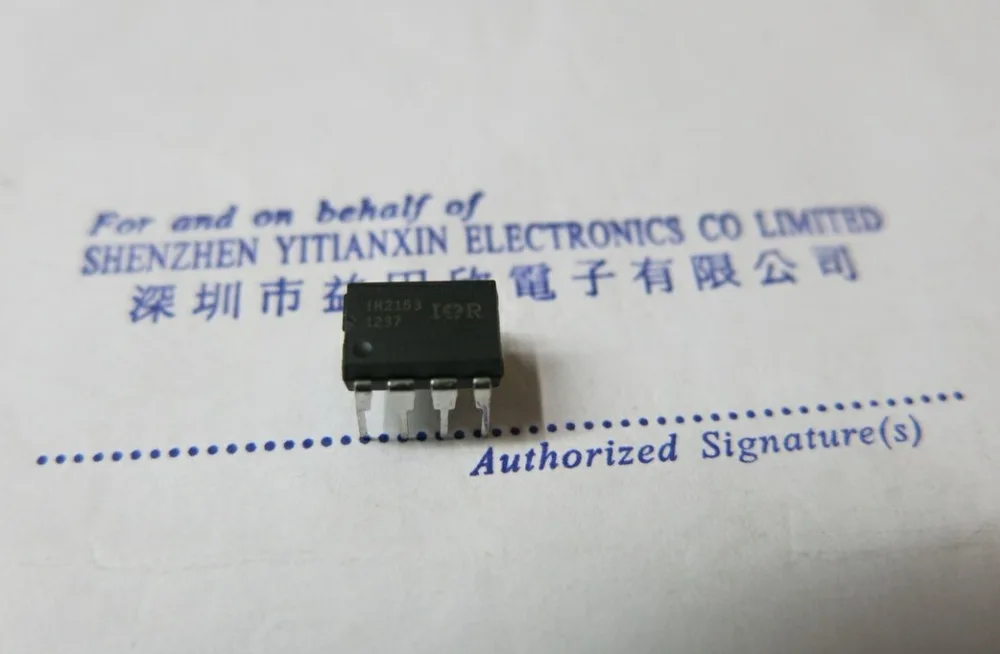 For and on behalf of
SHENZHEN YITIANXIN ELECTRONICS CO LIMITED
深圳市益電子有限公司
IR2153 IOR
1237
Authorized Signature(s)